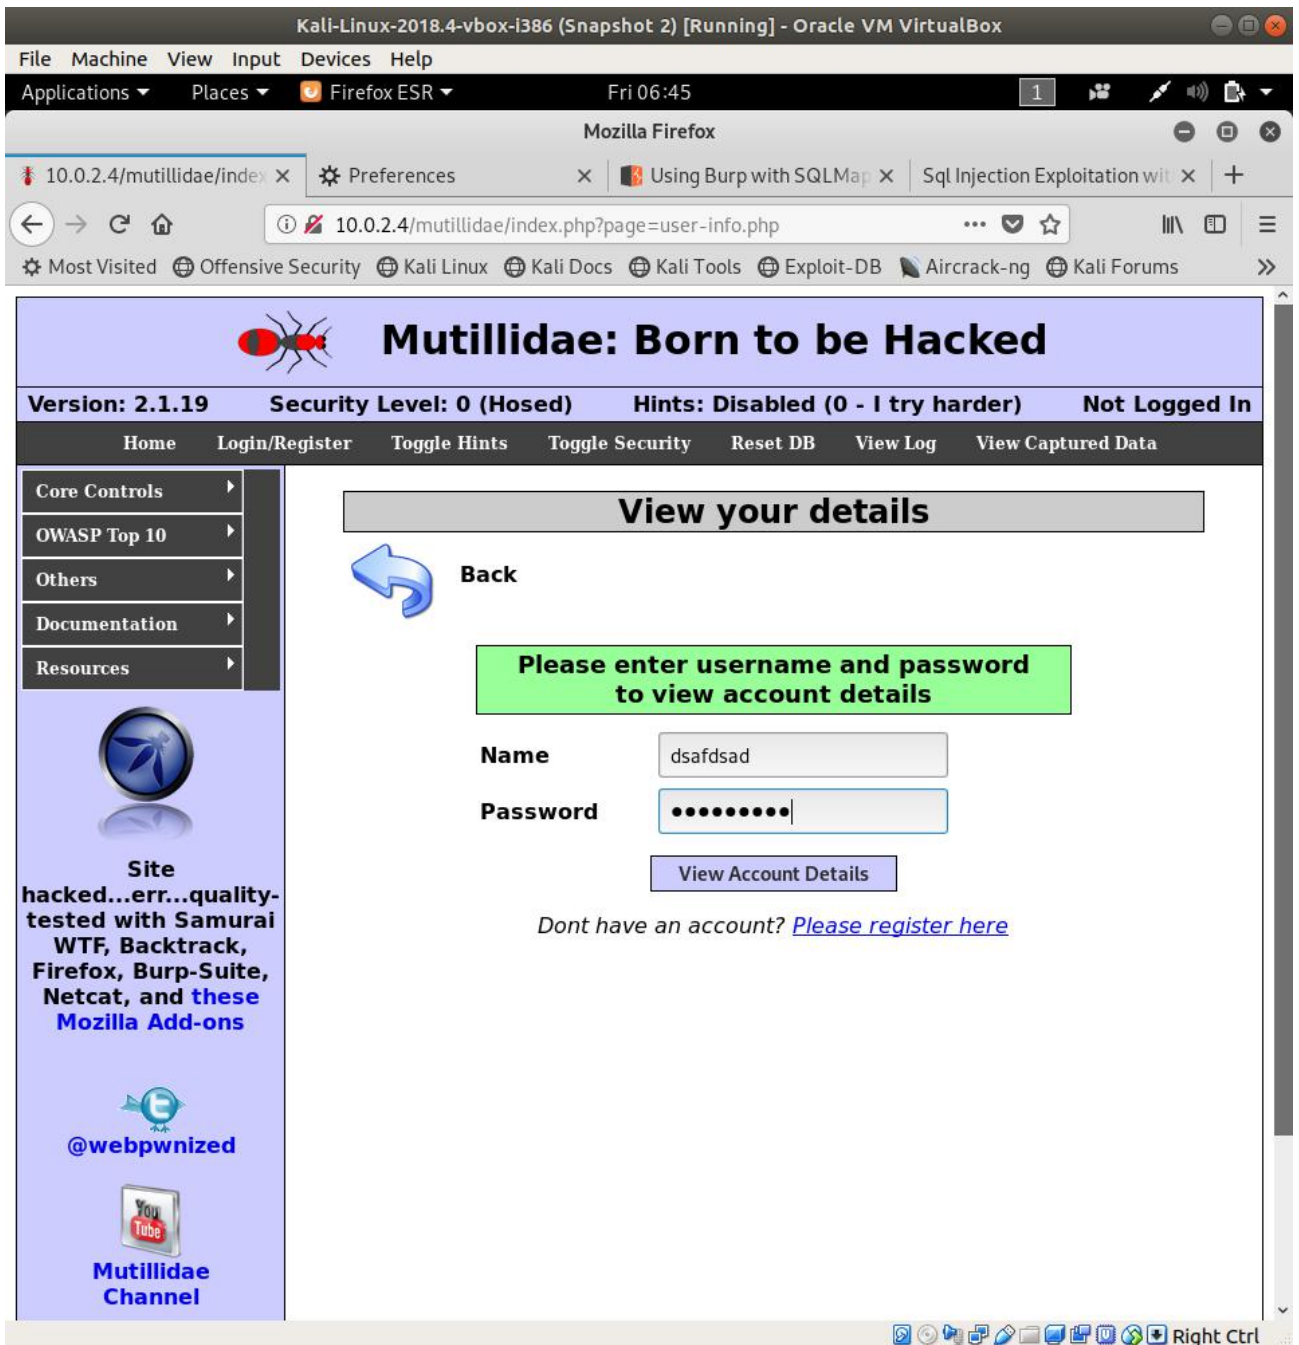 Kali-Linux-2018.4-vbox-i386 (Snapshot 2) [Running] - Oracle VM VirtualBox
File Machine View Input Devices Help
Applications Places Firefox ESR Fri 06:45 1
Mozilla Firefox
10.0.2.4/mutillidae/index Preferences Using Burp with SQLMap Sql Injection Exploitation wit
10.0.2.4/mutillidae/index.php?page=user-info.php
Most Visited Offensive Security Kali Linux Kali Docs Kali Tools Exploit-DB Aircrack-ng Kali Forums
Mutillidae: Born to be Hacked
Version: 2.1.19 Security Level: 0 (Hosed) Hints: Disabled (0 - I try harder) Not Logged In
Home Login/Register Toggle Hints Toggle Security Reset DB View Log View Captured Data
Core Controls
OWASP Top 10
Others
Documentation
Resources
Site
hacked...err...quality-
tested with Samurai
WTF, Backtrack,
Firefox, Burp-Suite,
Netcat, and these
Mozilla Add-ons
@webpwnized
You
Tube
Mutillidae
Channel
View your details
Back
Please enter username and password
to view account details
Name dsafdsad
Password •••••••••
View Account Details
Dont have an account? Please register here
Right Ctrl